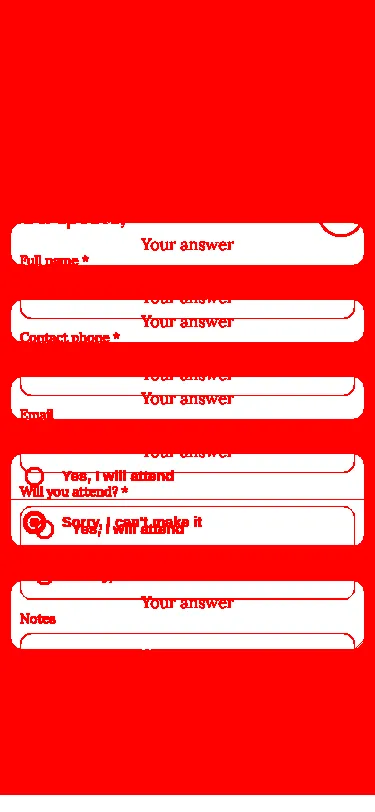 Your answer
Full name *
Your answer
Your answer
Contact phone *
Your answer
Your answer
Email
Your answer
Yes, I will attend
Will you attend? *
Sorry, I can't make it
Yes, I will attend
Your answer
Notes